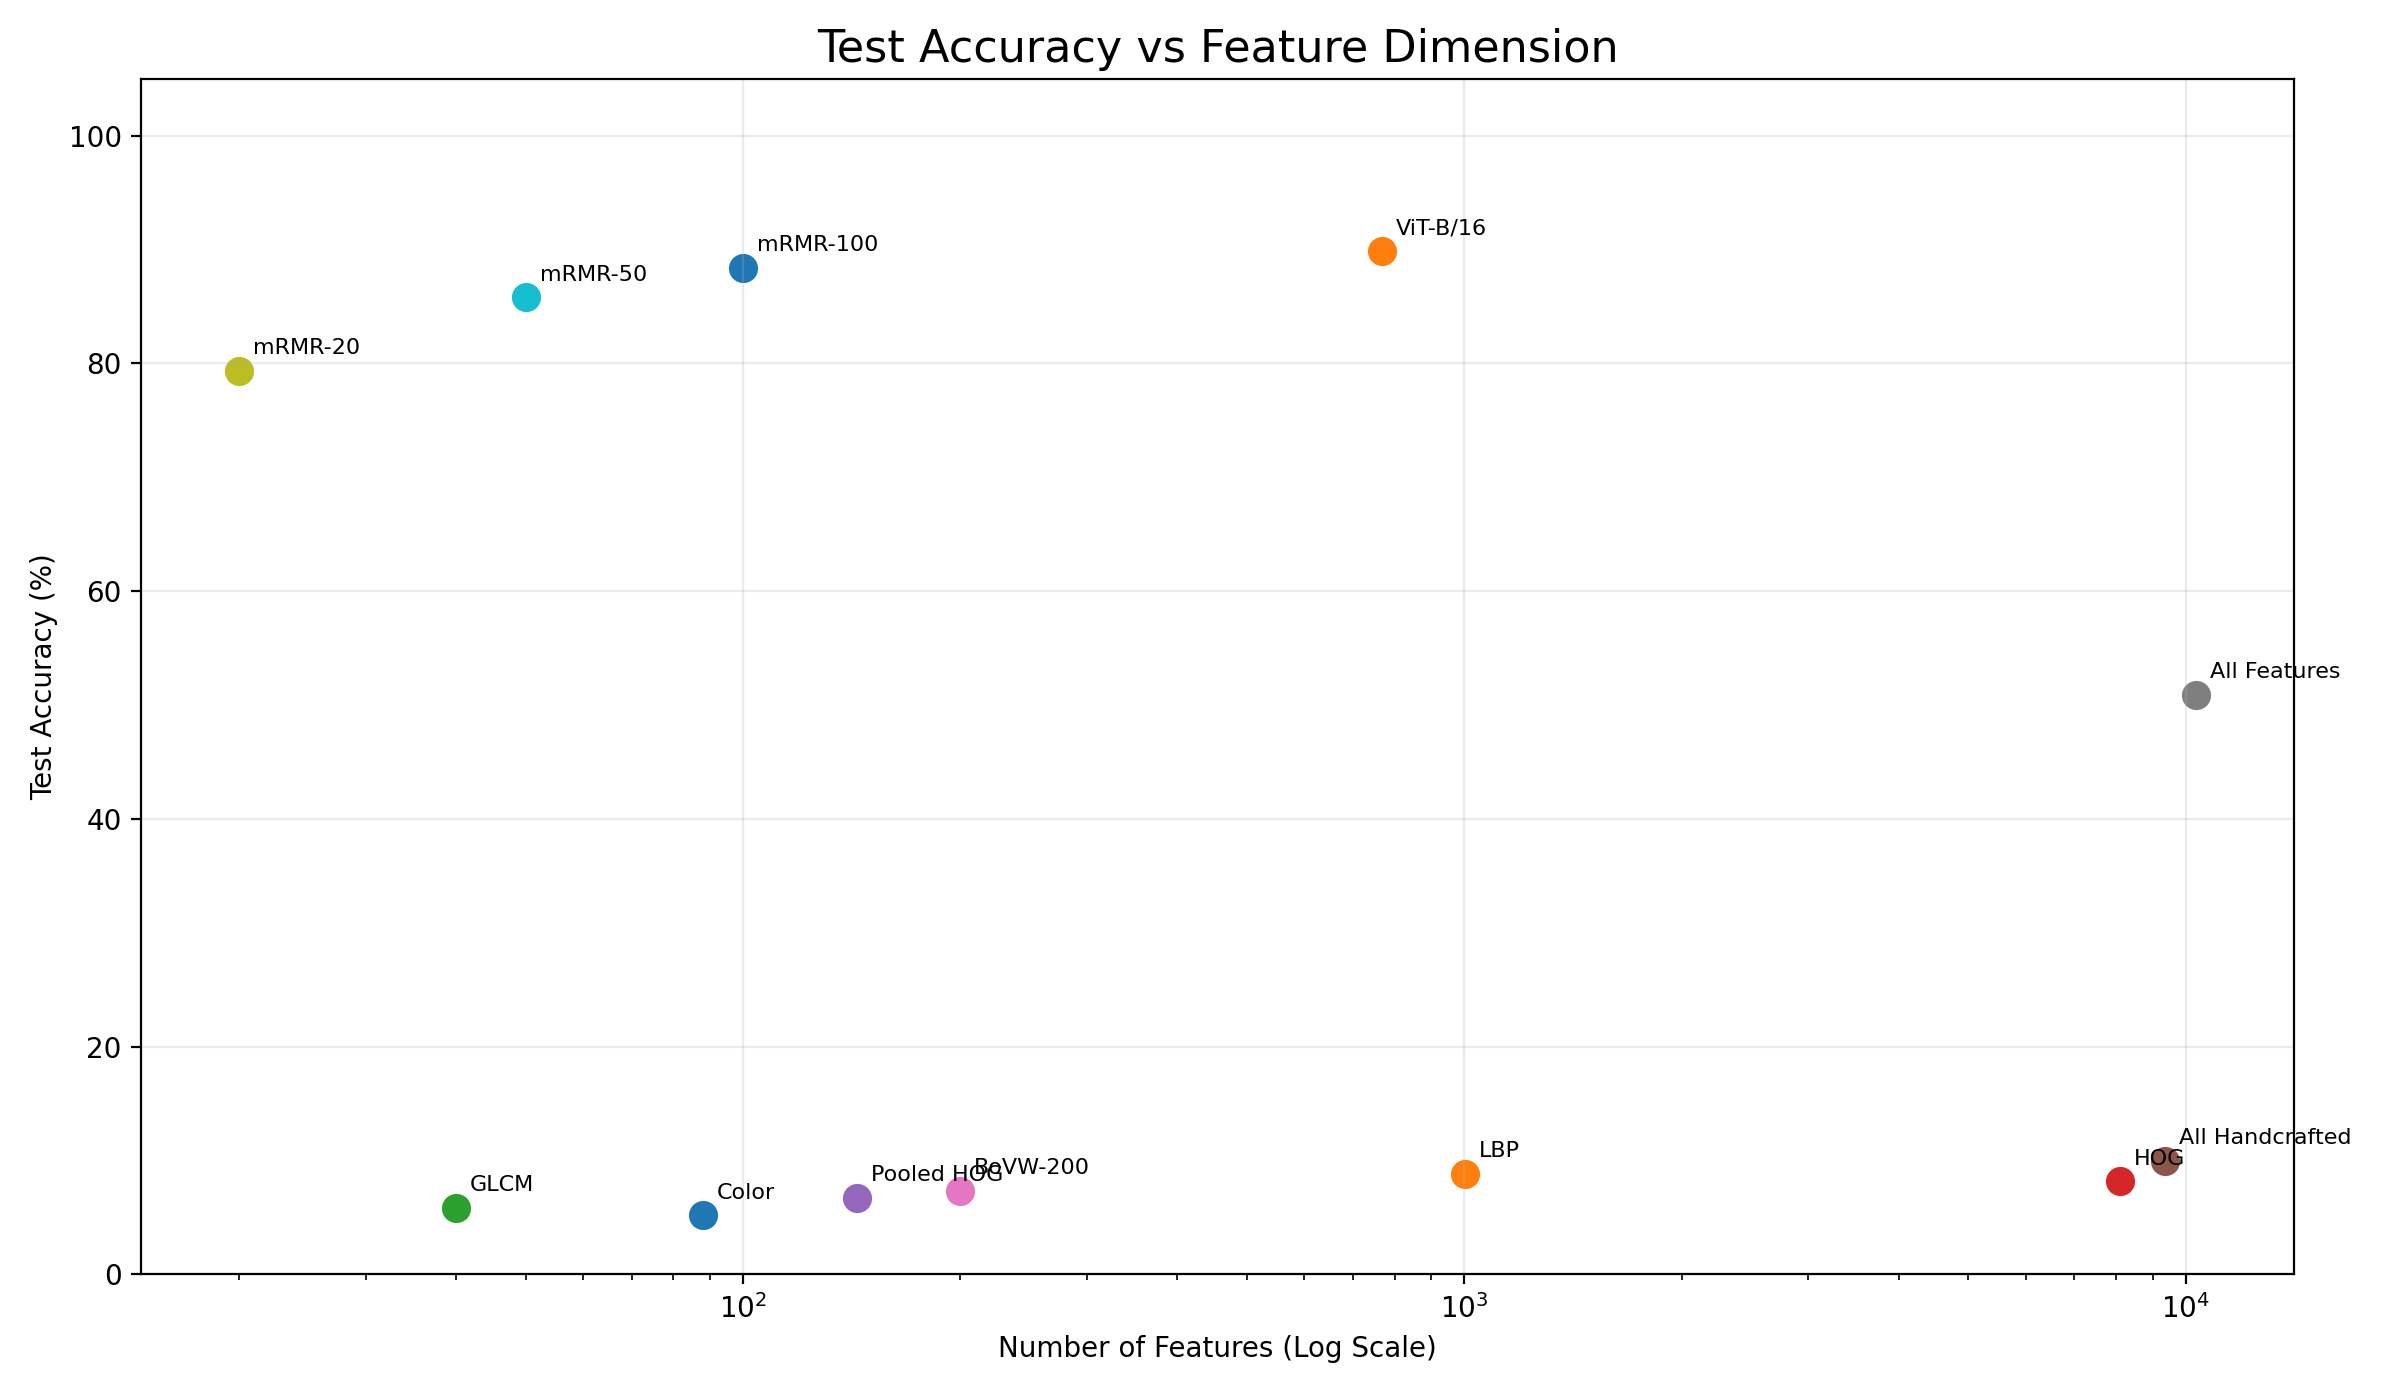 Test Accuracy vs Feature Dimension
100
80
60
40
20
0
Test Accuracy (%)
ViT-B/16
mRMR-100
mRMR-50
mRMR-20
All Features
All Handcrafted
HOG
LBP
BoVW-200
Pooled HOG
GLCM
Color
10²
10³
10⁴
Number of Features (Log Scale)